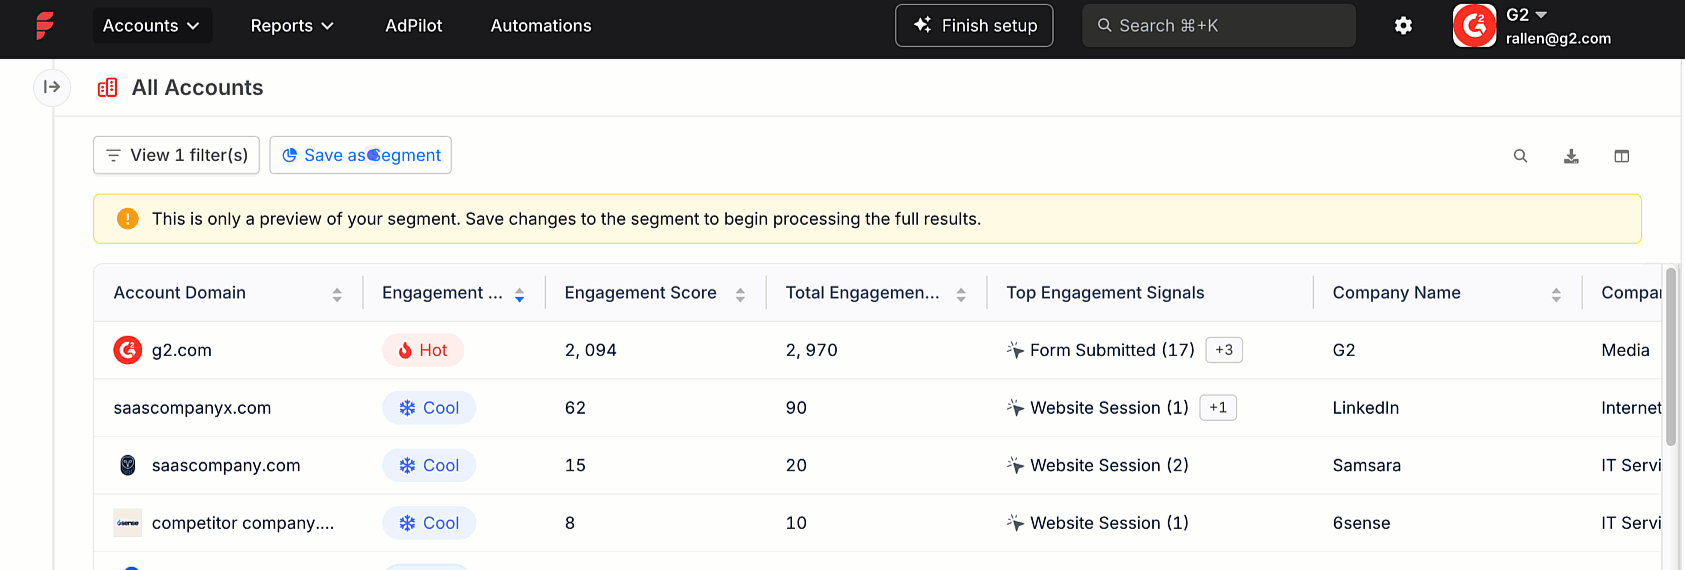 Accounts Reports AdPilot Automations Finish setup Search ⌘+K G2
rallen@g2.com
All Accounts
View 1 filter(s) Save as Segment
This is only a preview of your segment. Save changes to the segment to begin processing the full results.
Account Domain Engagement ... Engagement Score Total Engagemen... Top Engagement Signals Company Name Compar
g2.com Hot 2, 094 2, 970 Form Submitted (17) +3 G2 Media
saascompanyx.com Cool 62 90 Website Session (1) +1 LinkedIn Internet
saascompany.com Cool 15 20 Website Session (2) Samsara IT Servi
6sense competitor company.... Cool 8 10 Website Session (1) 6sense IT Servi